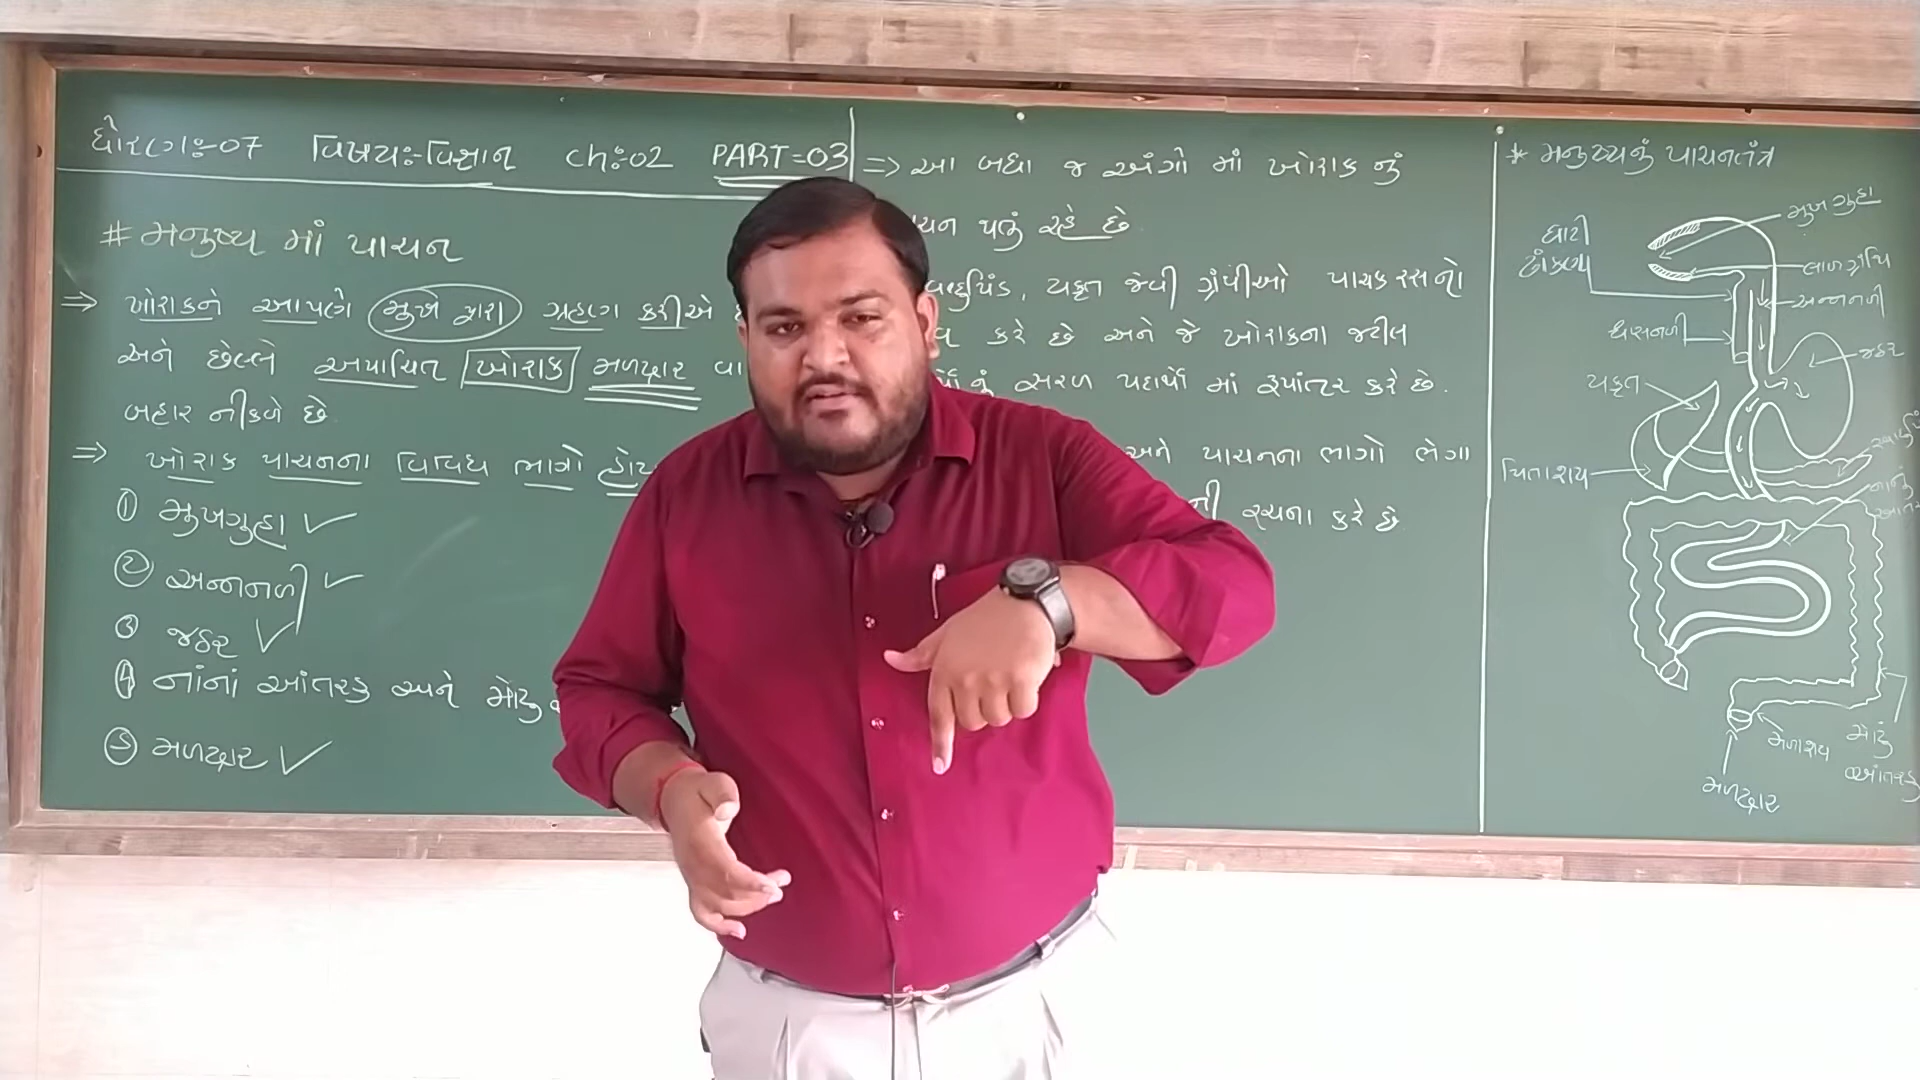 ધોરણઃ-07 વિષયઃ-વિજ્ઞાન ch:-02 PART=03
# મનુષ્ય માં પાચન
⇒ ખોરાકને આપણે મુખ દ્વારા ગ્રહણ કરીએ
અને છેલ્લે અપાચિત ખોરાક મળદ્વાર વા
બહાર નીકળે છે
⇒ ખોરાક પાચનના વિવિધ ભાગો હોય
① મુખગુહા ✓
② અન્નનળી ✓
③ જઠર ✓
④ નાંનાં આંતરડુ અને મોટુ
⑤ મળદ્વાર ✓
⇒ આ બધા જ અંગો માં ખોરાક નું
ચન થતું રહે છે
યકૃત જેવી ગ્રંથીઓ પાચક રસનો
કરે છે અને જે ખોરાકના જટીલ
નું સરળ પદાર્થો માં રૂપાંતર કરે છે.
અને પાચનના ભાગો ભેગા
ની રચના કરે છે
* મનુષ્યનું પાચનતંત્ર
મુખ ગુહા
ઘાટી
ઢાંકણ
લાળગ્રંથિ
અન્નનળી
શ્વાસનળી
જઠર
યકૃત
પિત્તાશય
નાનું
મળાશય
મોટું
આંતરડુ
મળદ્વાર